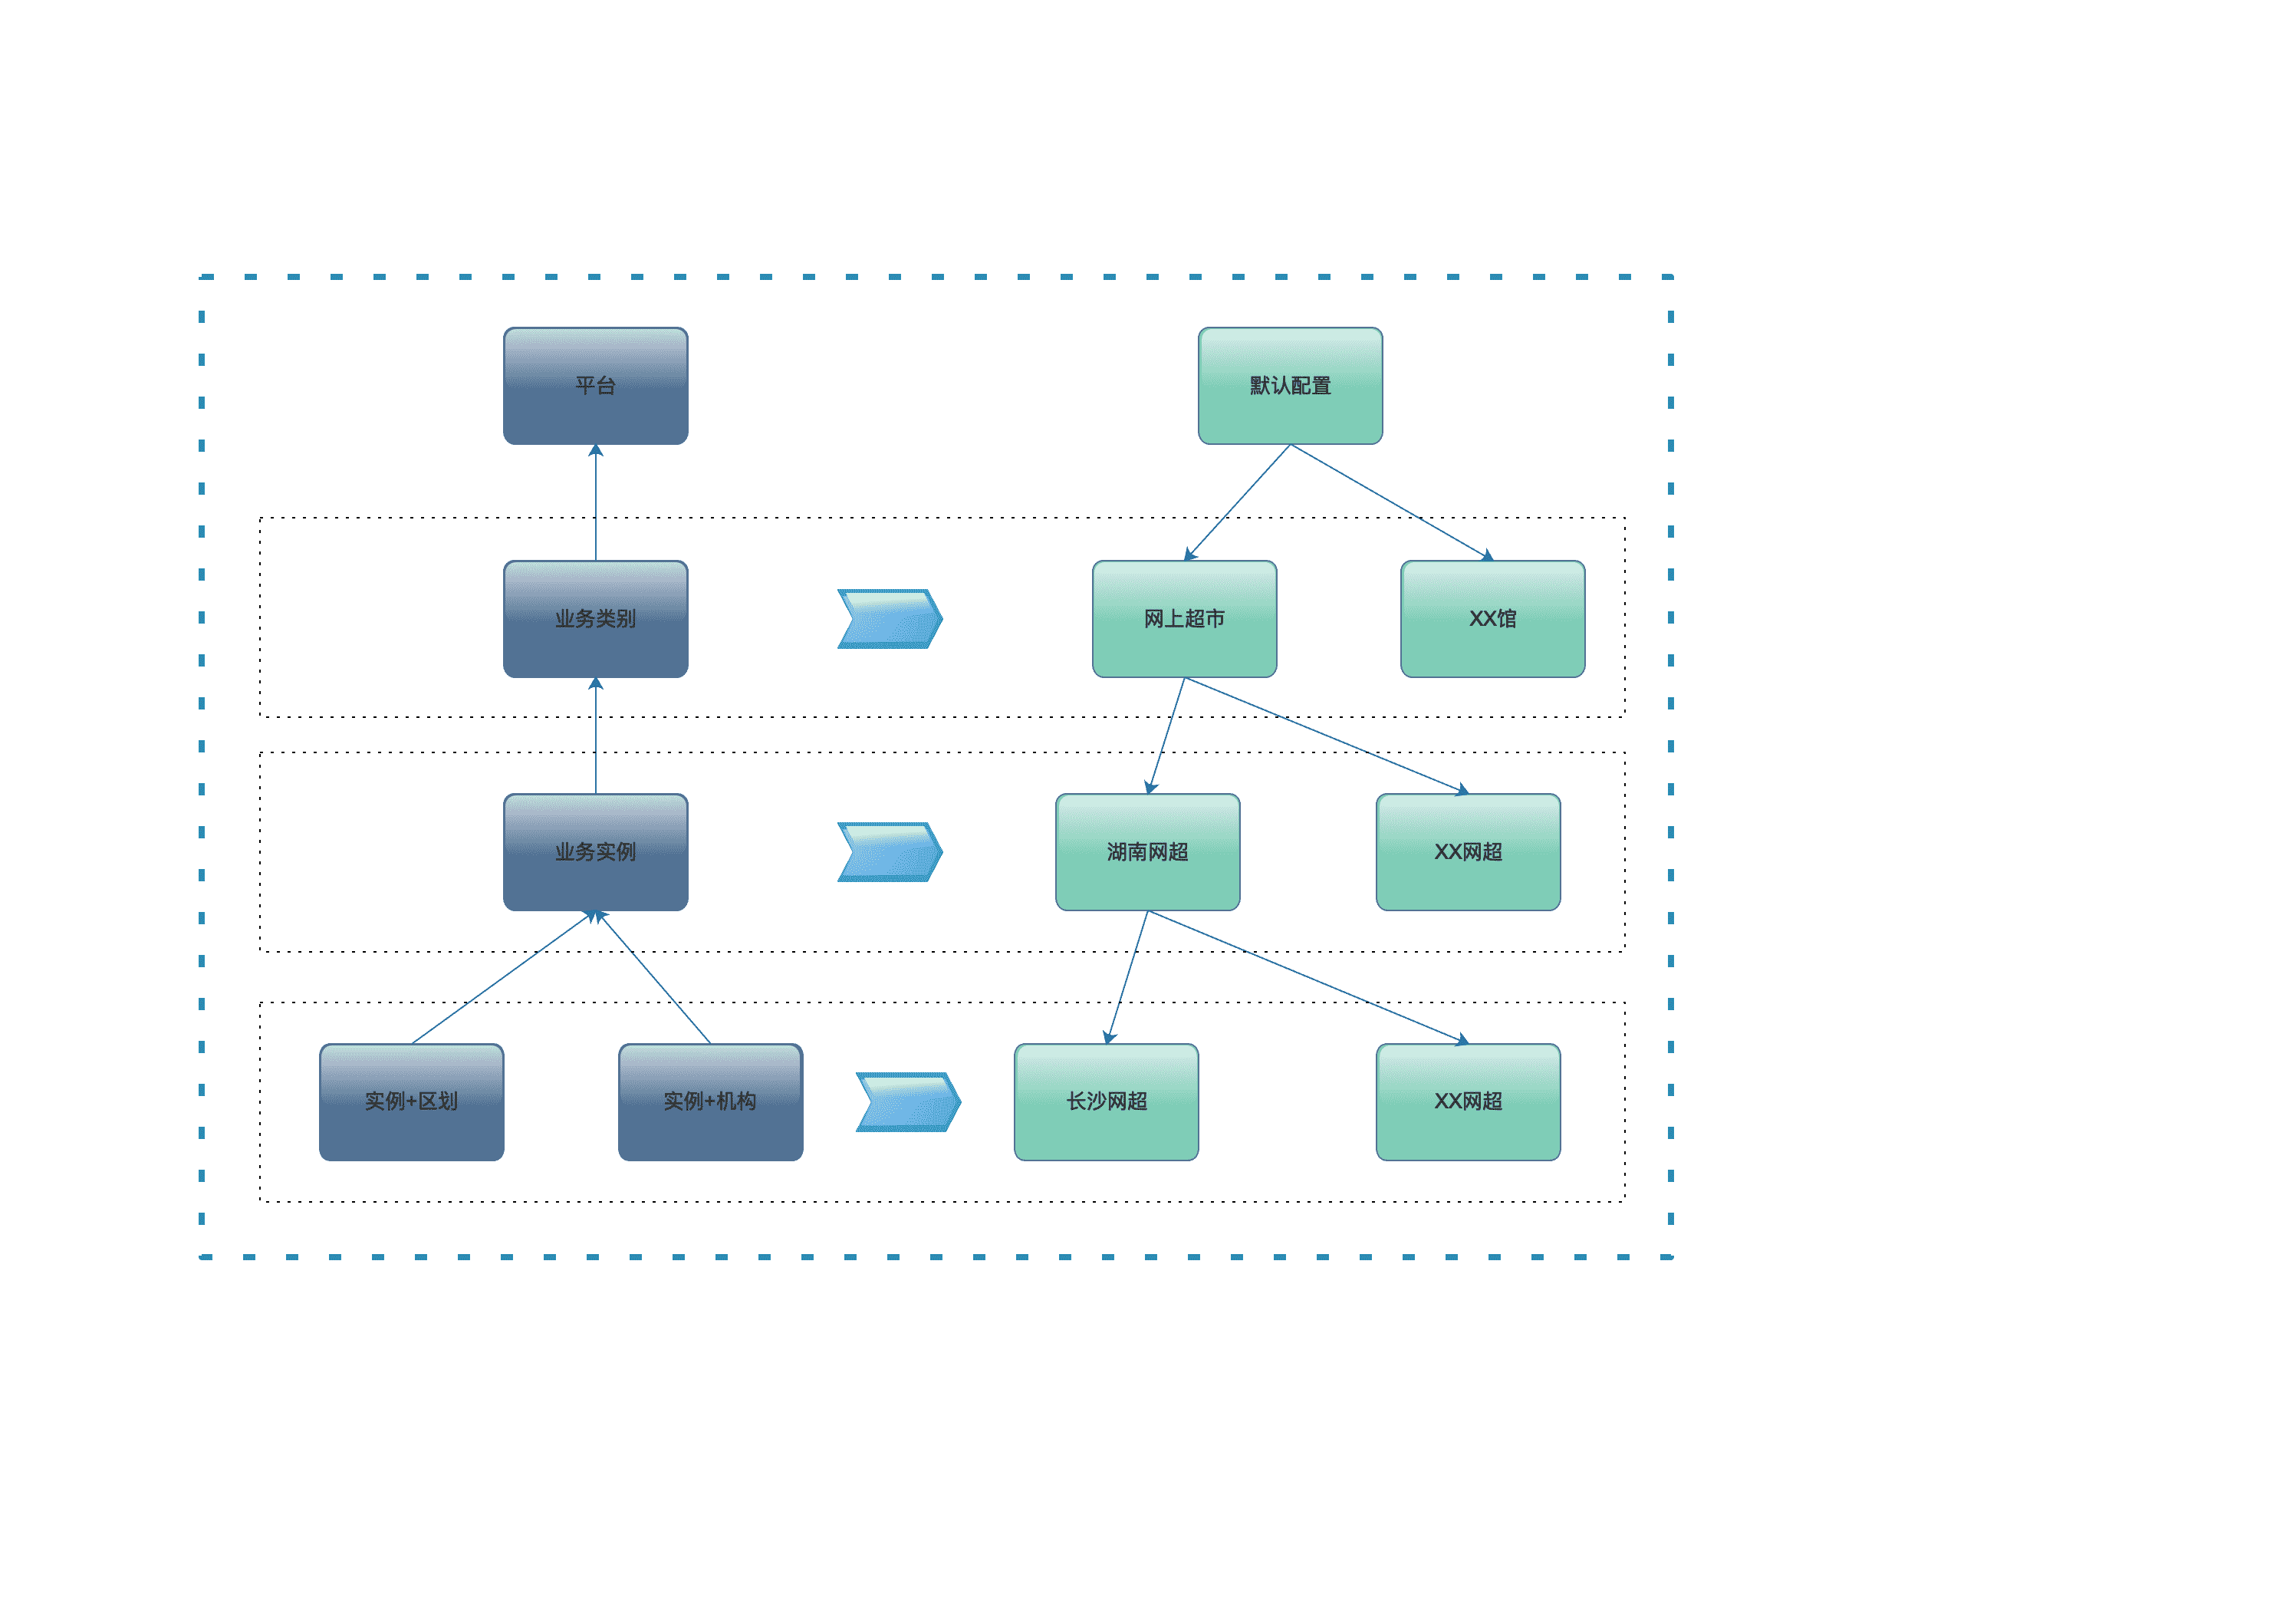 平台
默认配置
业务类别
网上超市
XX馆
业务实例
湖南网超
XX网超
实例+区划
实例+机构
长沙网超
XX网超